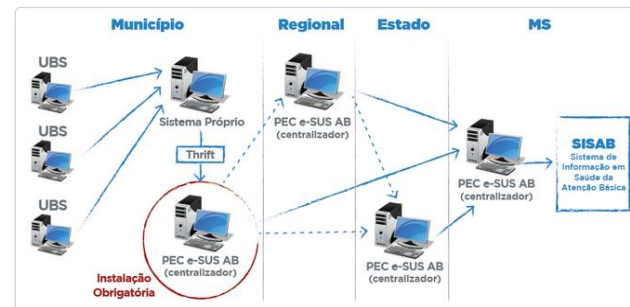 Município
Regional
Estado
MS
UBS
UBS
UBS
Sistema Próprio
Thrift
PEC e-SUS AB
(centralizador)
Instalação
Obrigatória
PEC e-SUS AB
(centralizador)
PEC e-SUS AB
(centralizador)
PEC e-SUS AB
(centralizador)
SISAB
Sistema de
Informação em
Saúde da
Atenção Básica